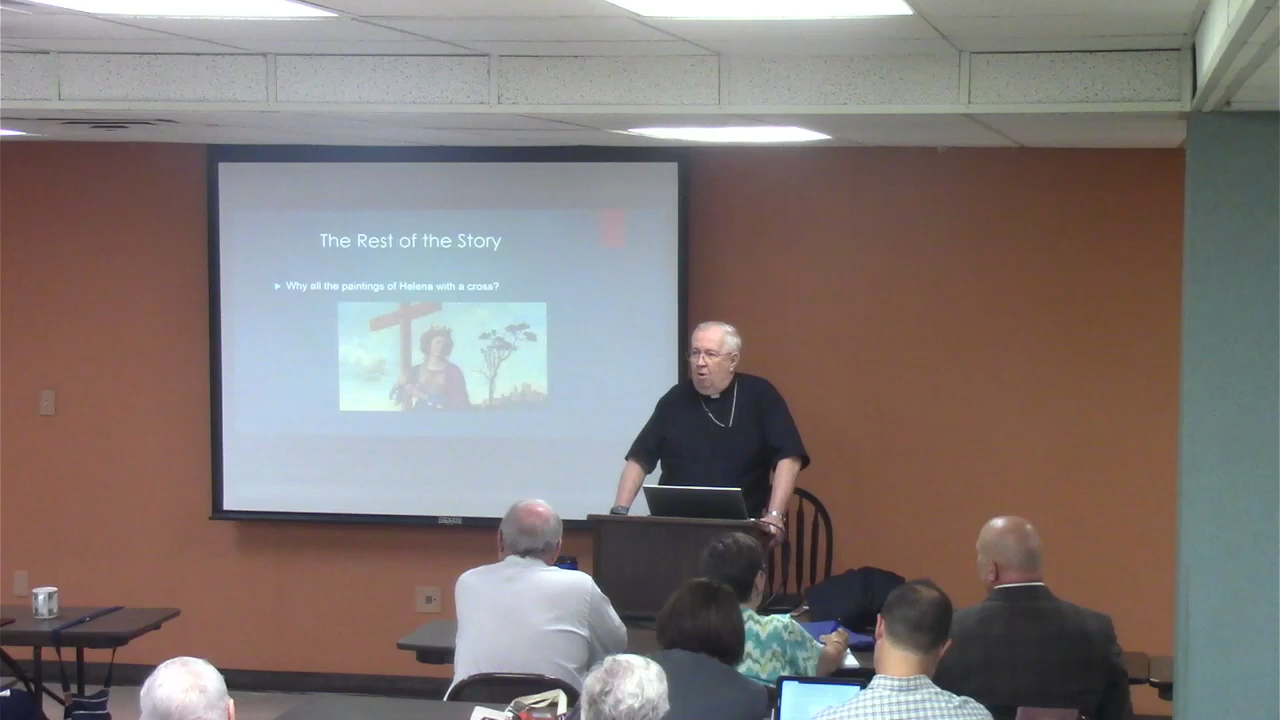 The Rest of the Story
Why all the paintings of Helena with a cross?